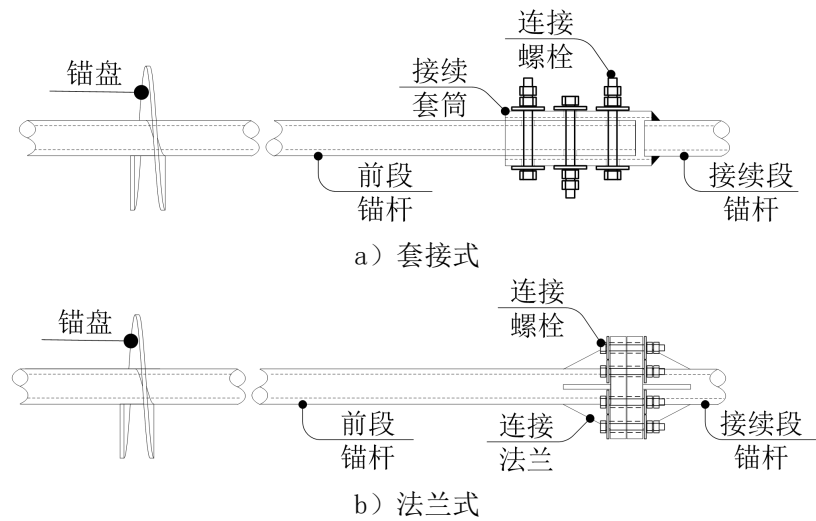 连接
螺栓
锚盘
接续
套筒
前段
锚杆
接续段
锚杆
a）套接式
连接
螺栓
锚盘
前段
锚杆
连接
法兰
接续段
锚杆
b）法兰式